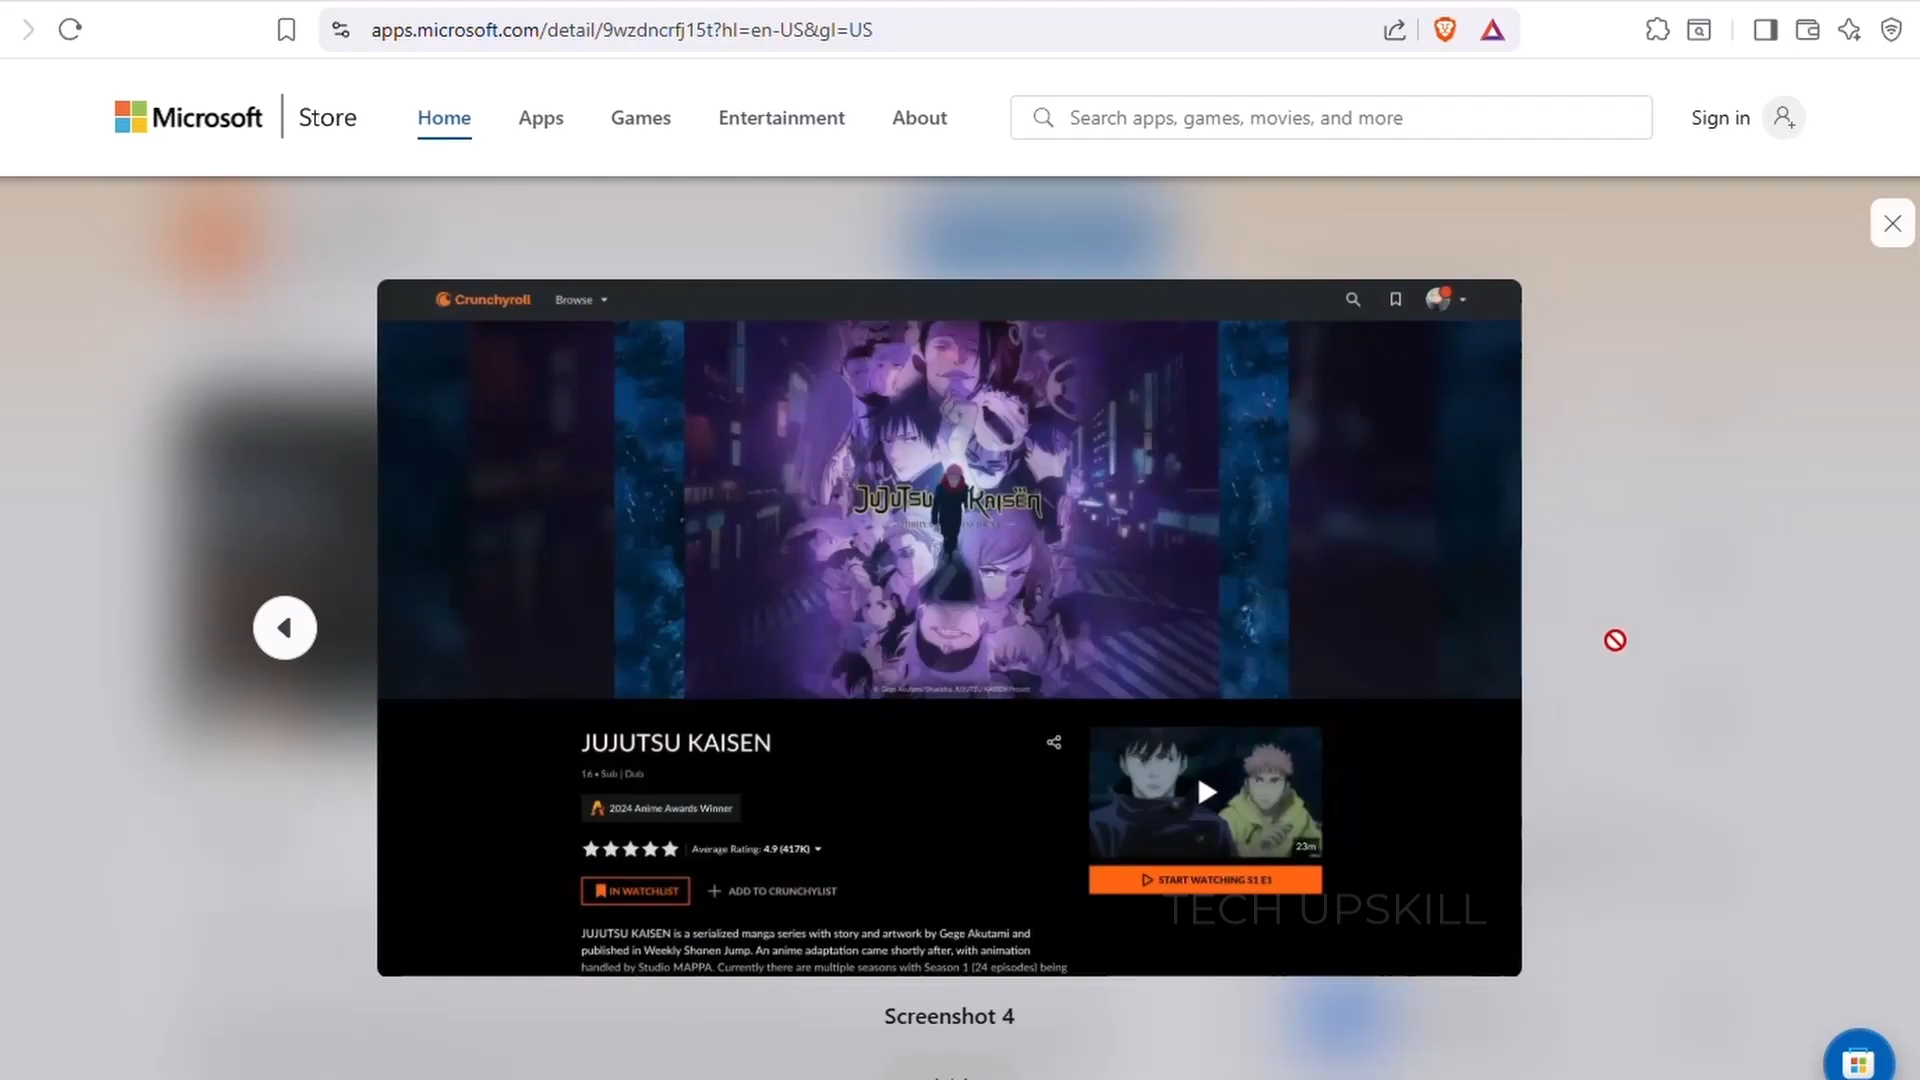 apps.microsoft.com/detail/9wzdncrfj15t?hl=en-US&gl=US
Microsoft Store
Home Apps Games Entertainment About
Search apps, games, movies, and more
Sign in
Crunchyroll Browse
JUJUTSU KAISEN
JUJUTSU KAISEN
16 • Sub | Dub
2024 Anime Awards Winner
Average Rating: 4.9 (417K)
IN WATCHLIST
ADD TO CRUNCHYLIST
23m
START WATCHING S1 E1
TECH UPSKILL
JUJUTSU KAISEN is a serialized manga series with story and artwork by Gege Akutami and
published in Weekly Shonen Jump. An anime adaptation came shortly after, with animation
handled by Studio MAPPA. Currently there are multiple seasons with Season 1 (24 episodes) being
Screenshot 4